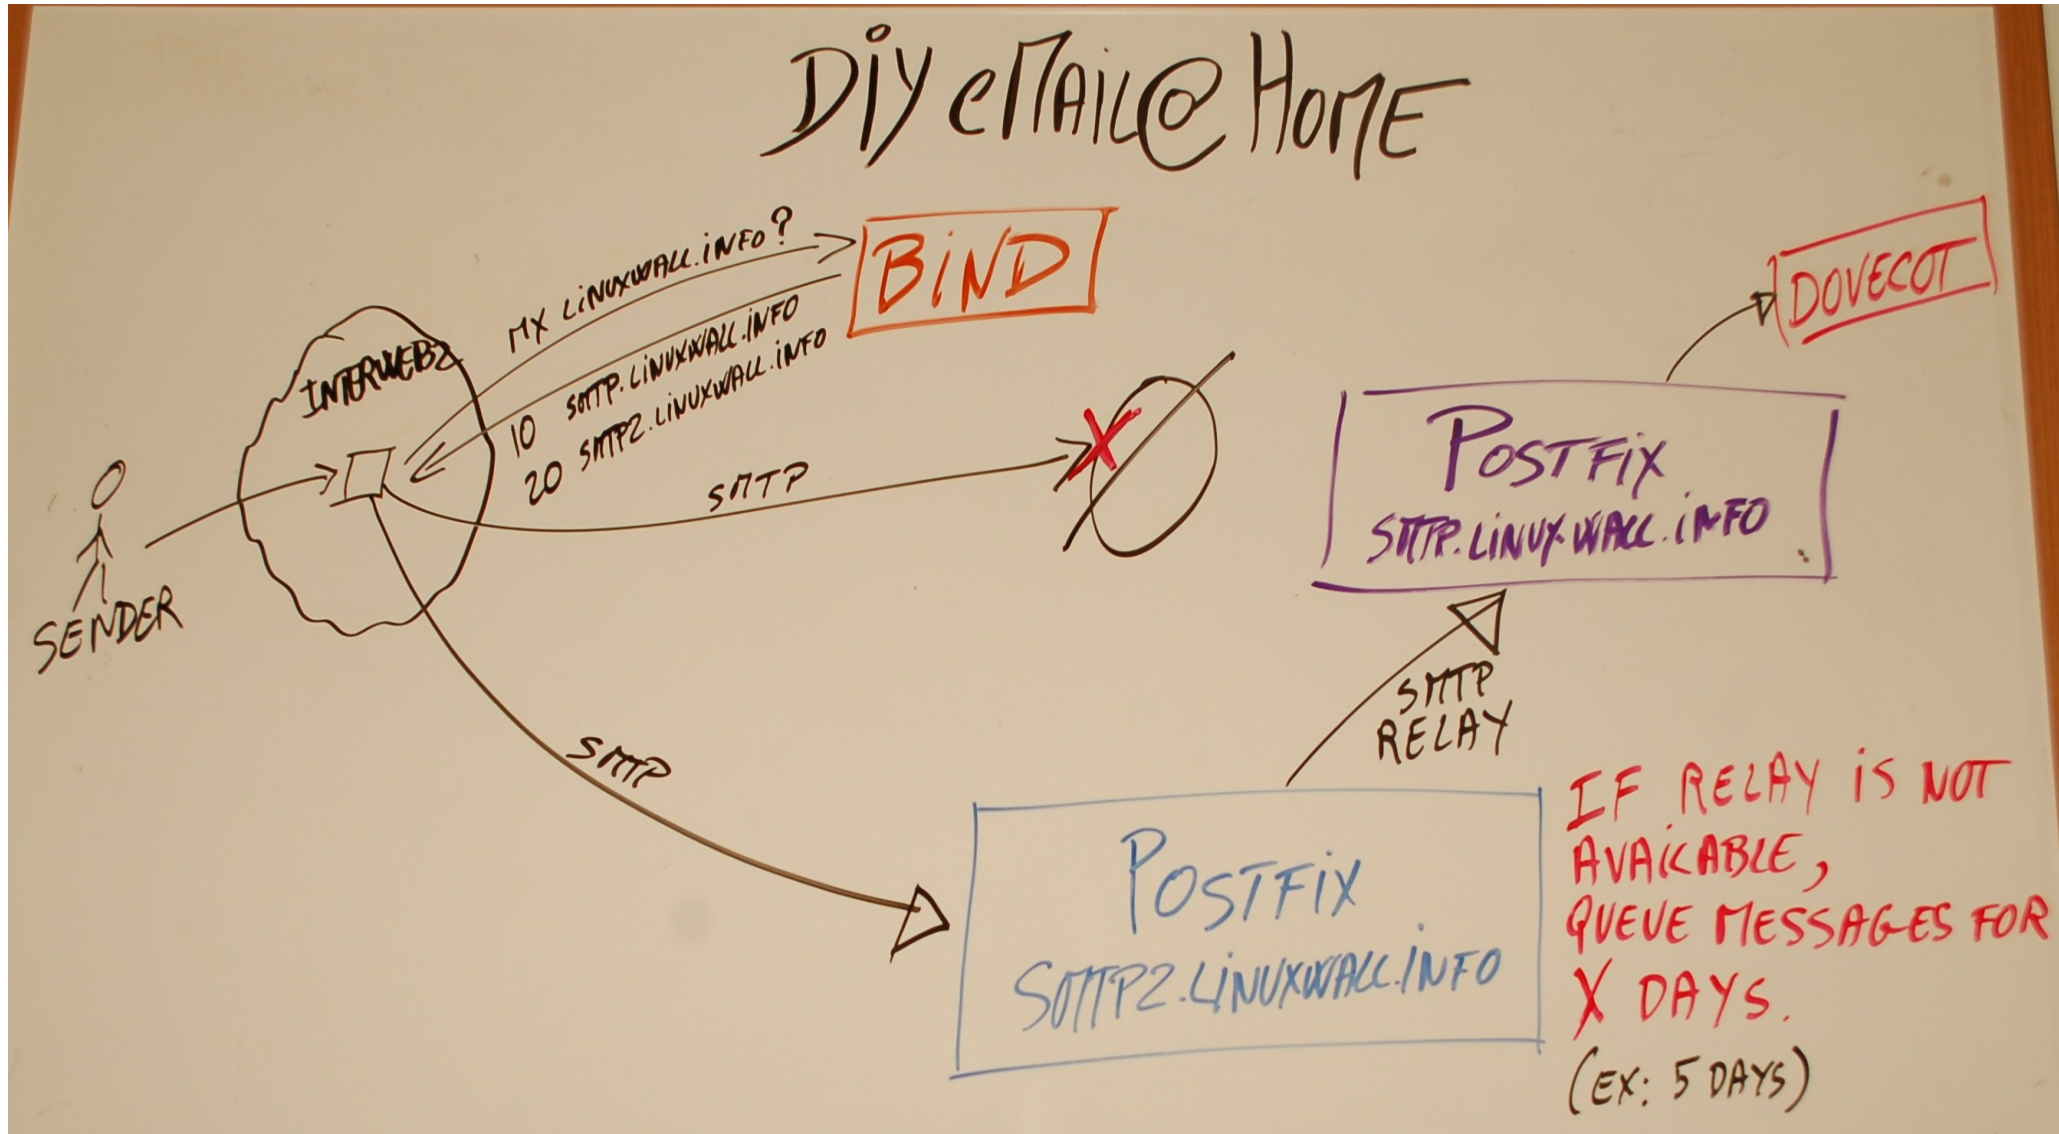 DiY eMAiL@HOME
MX LiNUXWALL.iNFO?
BiND
10 SMTP.LiNUXWALL.iNFO
20 SMTP2.LiNUXWALL.iNFO
DOVECOT
INTERWEBZ
SMTP
X
POSTFiX
SMTP.LiNUX.WALL.iNFO
SENDER
SMTP
RELAY
SMTP
POSTFiX
SMTP2.LiNUXWALL.iNFO
IF RELAY iS NOT
AVAiLABLE,
QUEUE MESSAGES FOR
X DAYS.
(EX: 5 DAYS)